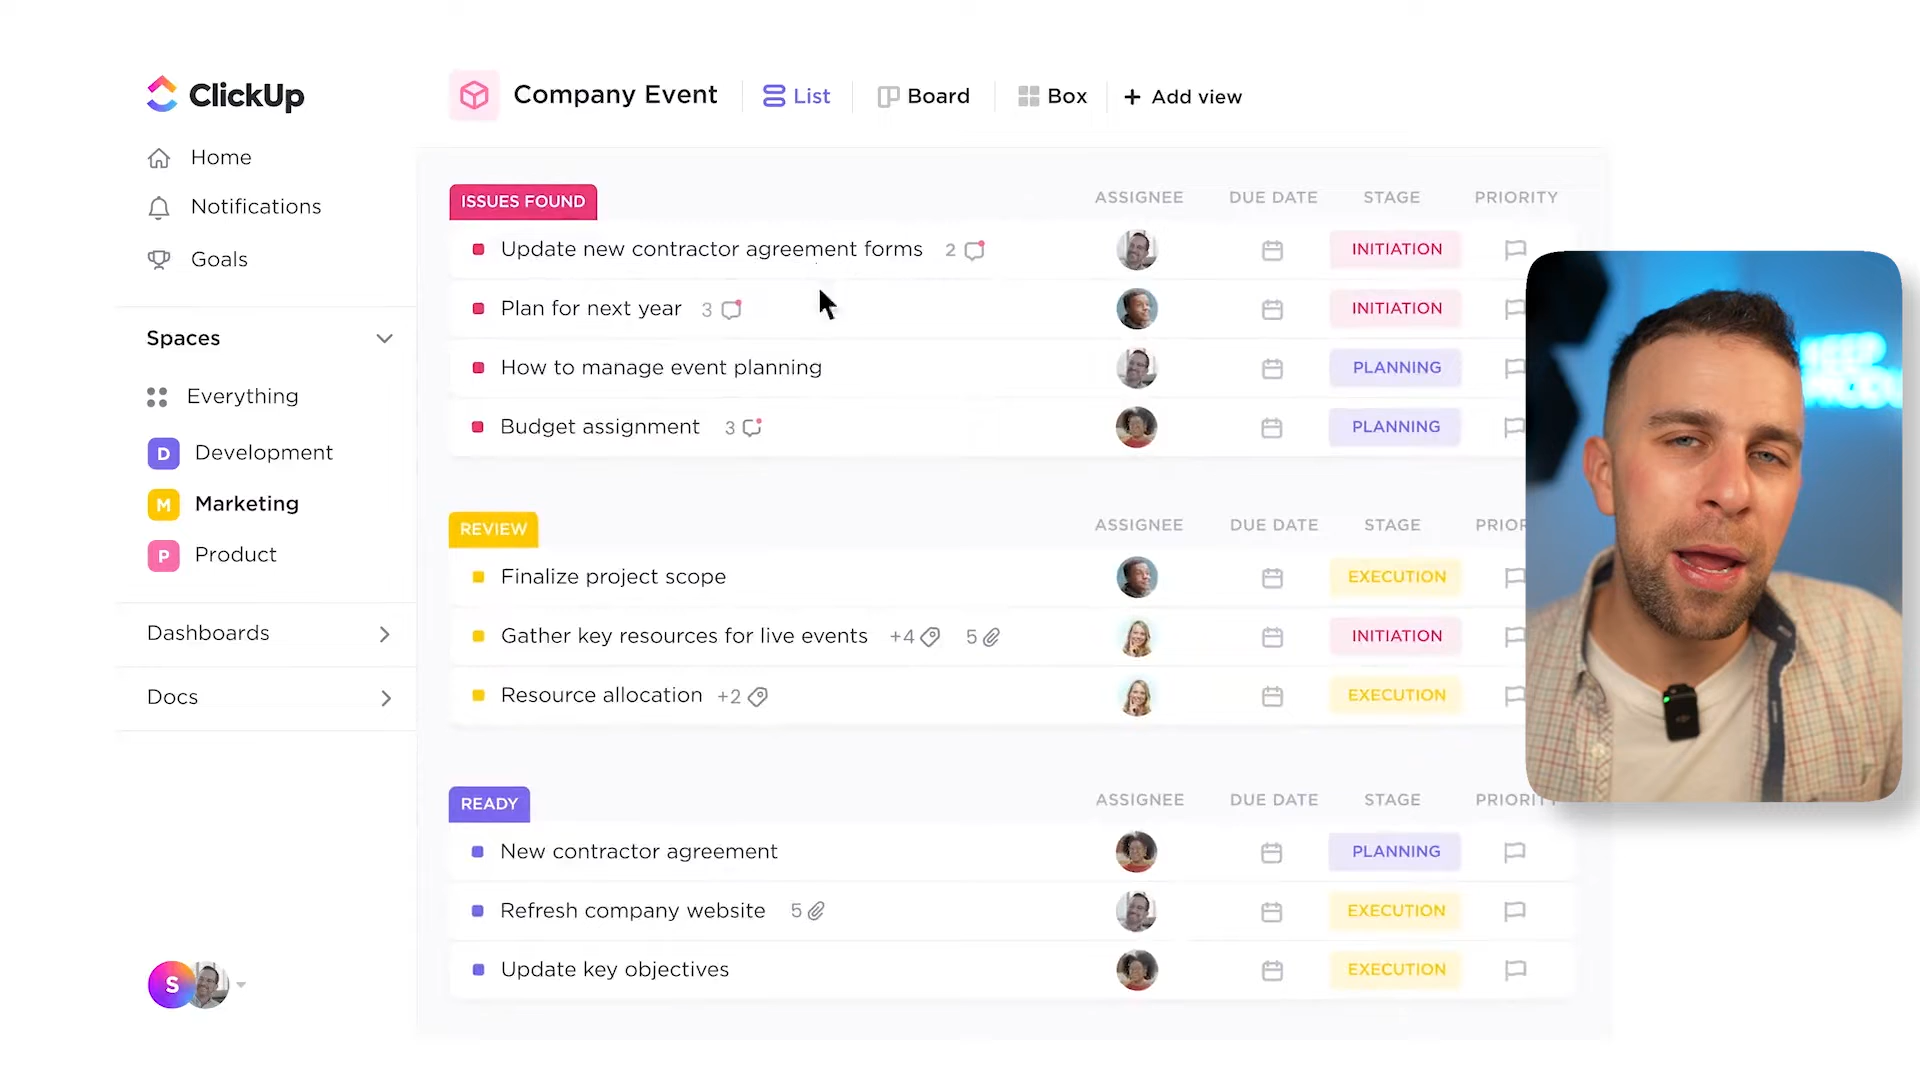 ClickUp
Home
Notifications
Goals
Spaces
Everything
D Development
M Marketing
P Product
Dashboards
Docs
S
Company Event List Board Box + Add view
ISSUES FOUND ASSIGNEE DUE DATE STAGE PRIORITY
Update new contractor agreement forms 2 INITIATION
Plan for next year 3 INITIATION
How to manage event planning PLANNING
Budget assignment 3 PLANNING
REVIEW ASSIGNEE DUE DATE STAGE
Finalize project scope EXECUTION
Gather key resources for live events +4 5 INITIATION
Resource allocation +2 EXECUTION
READY ASSIGNEE DUE DATE STAGE PRIORITY
New contractor agreement PLANNING
Refresh company website 5 EXECUTION
Update key objectives EXECUTION